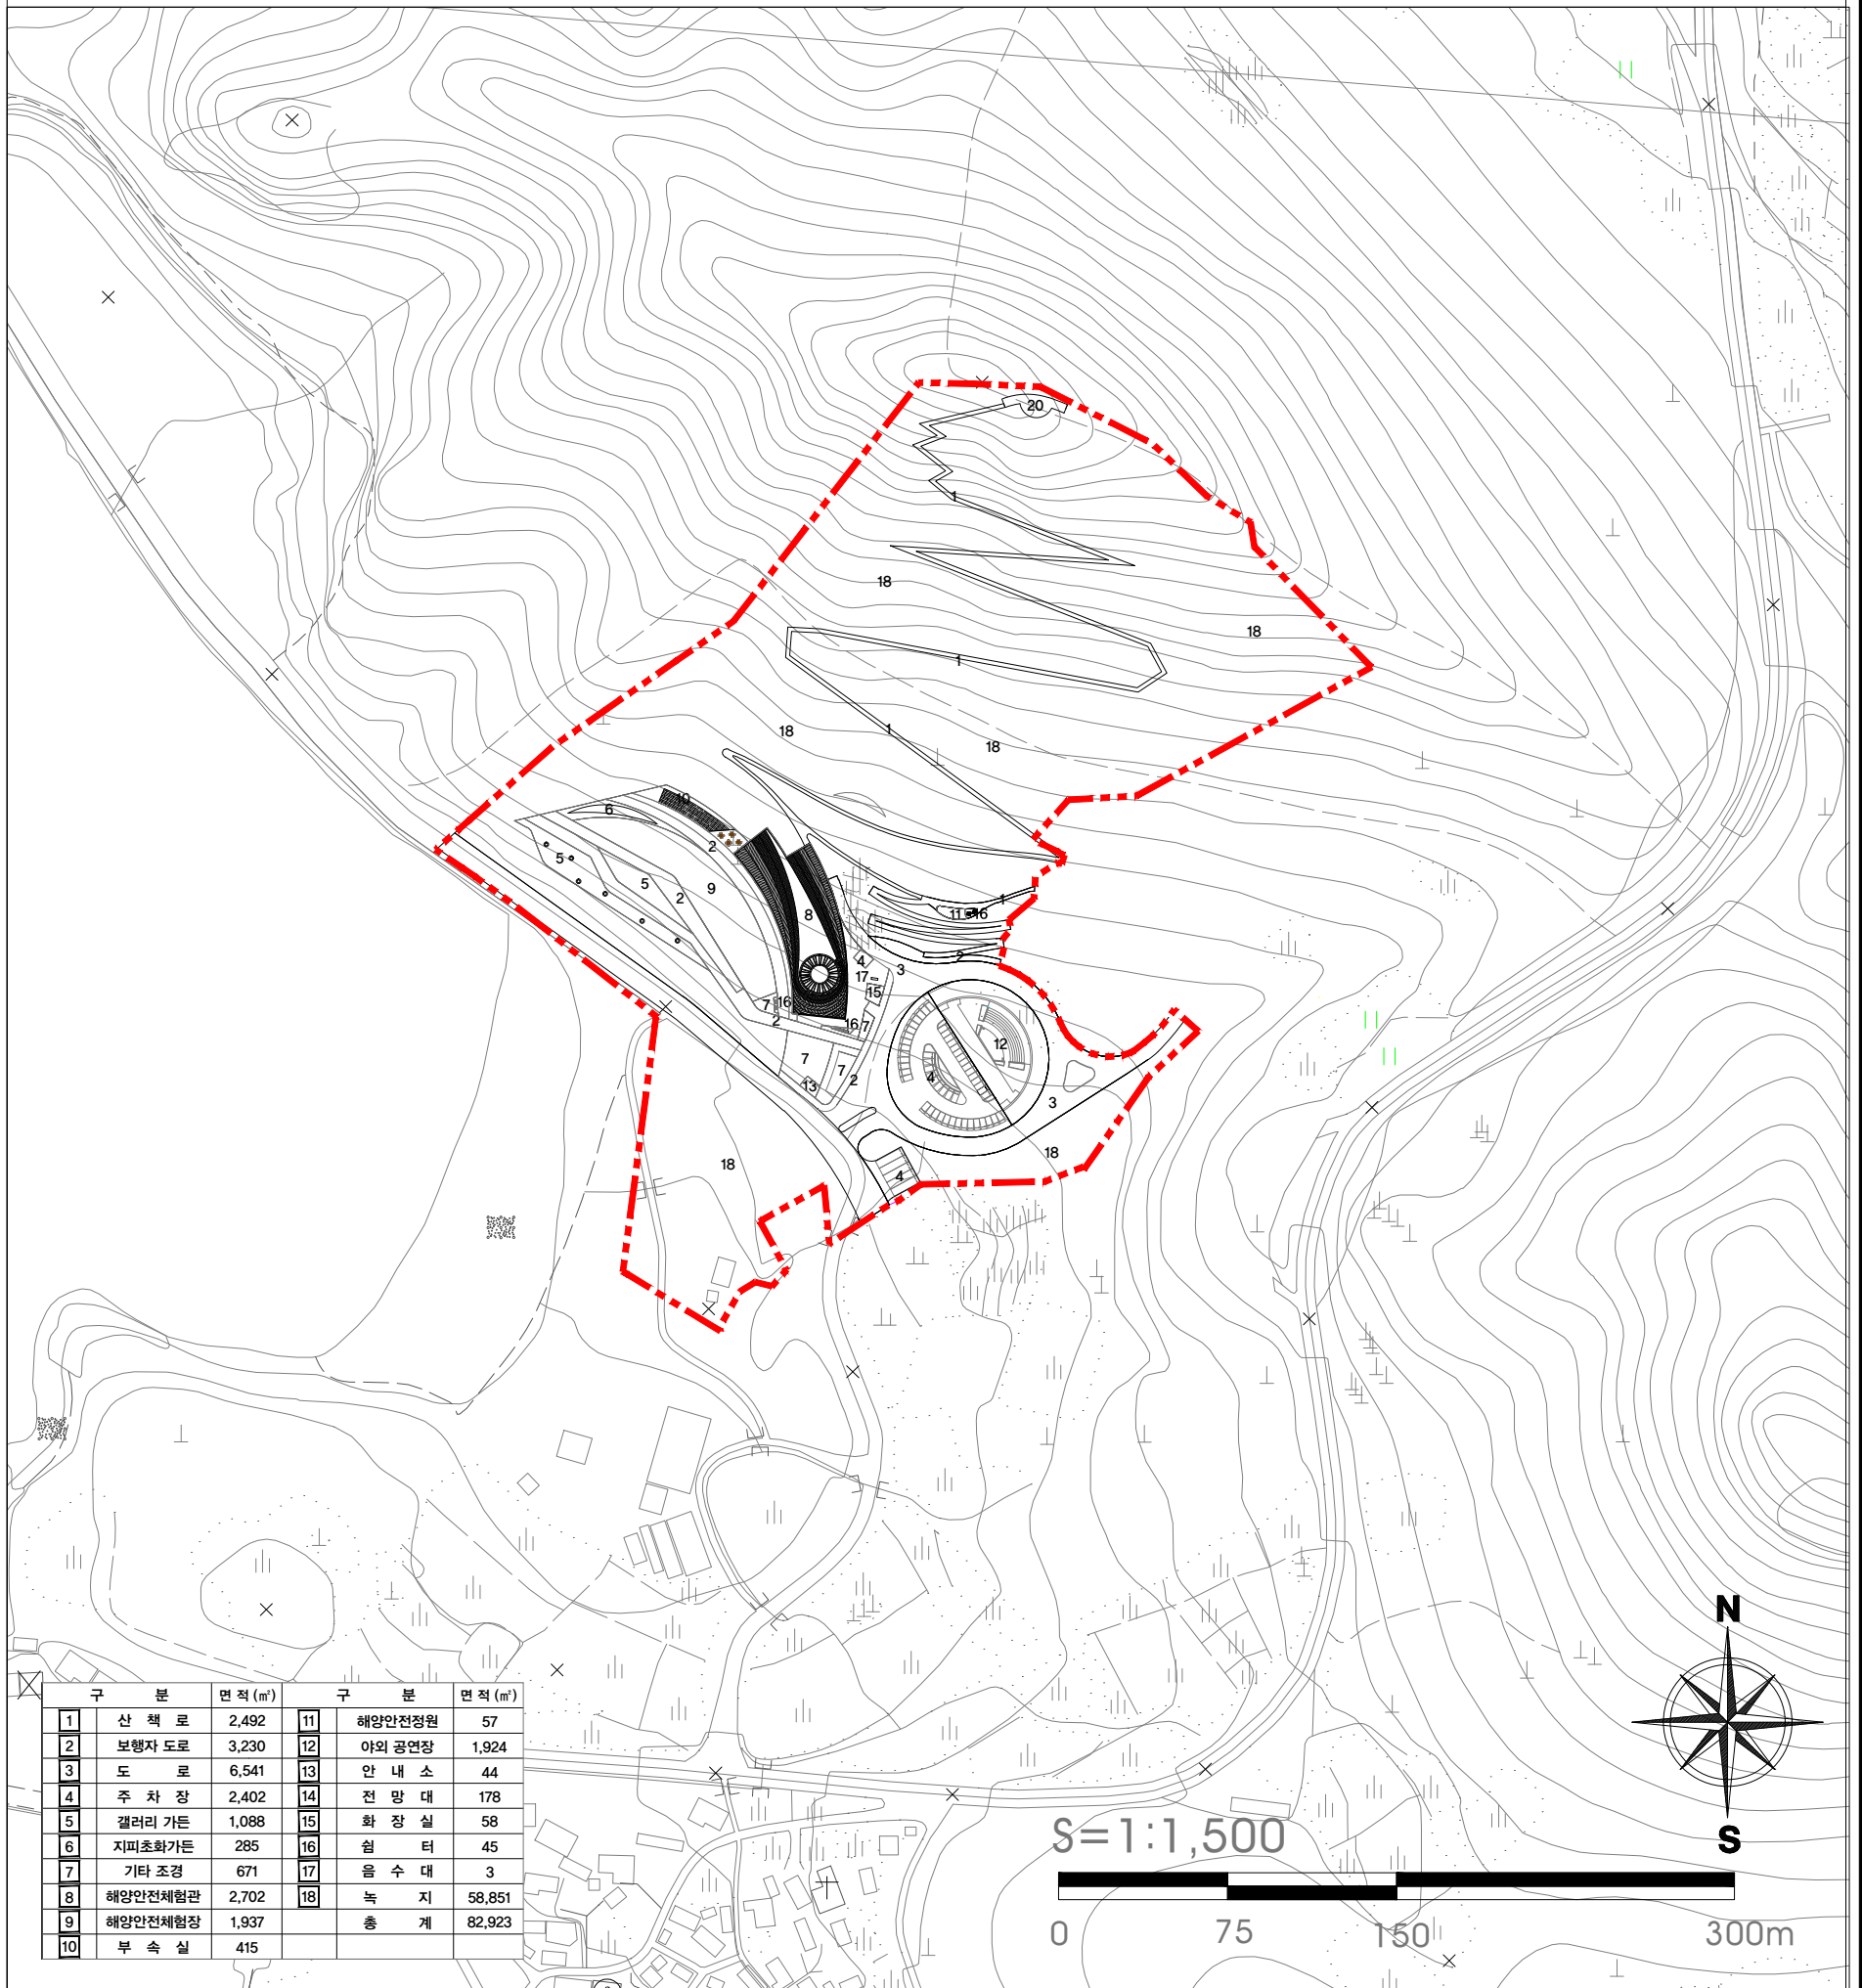 20
1
18
18
1
1
18
18
10
6
2
5
5
2
9
8
1
11 16
2
4
3
17
15
7 16
2
16 7
12
7
7
2
13
4
3
18
18
4
N
S
S=1:1,500
0 75 150 300m
구 분 면 적 (㎡) 구 분 면 적 (㎡)
1 산 책 로 2,492 11 해양안전정원 57
2 보행자 도로 3,230 12 야외 공연장 1,924
3 도 로 6,541 13 안 내 소 44
4 주 차 장 2,402 14 전 망 대 178
5 갤러리 가든 1,088 15 화 장 실 58
6 지피초화가든 285 16 쉼 터 45
7 기타 조경 671 17 음 수 대 3
8 해양안전체험관 2,702 18 녹 지 58,851
9 해양안전체험장 1,937 총 계 82,923
10 부 속 실 415